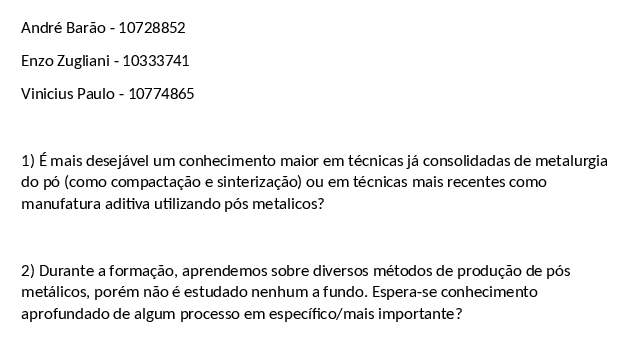 André Barão - 10728852
Enzo Zugliani - 10333741
Vinicius Paulo - 10774865
1) É mais desejável um conhecimento maior em técnicas já consolidadas de metalurgia
do pó (como compactação e sinterização) ou em técnicas mais recentes como
manufatura aditiva utilizando pós metalicos?
2) Durante a formação, aprendemos sobre diversos métodos de produção de pós
metálicos, porém não é estudado nenhum a fundo. Espera-se conhecimento
aprofundado de algum processo em específico/mais importante?